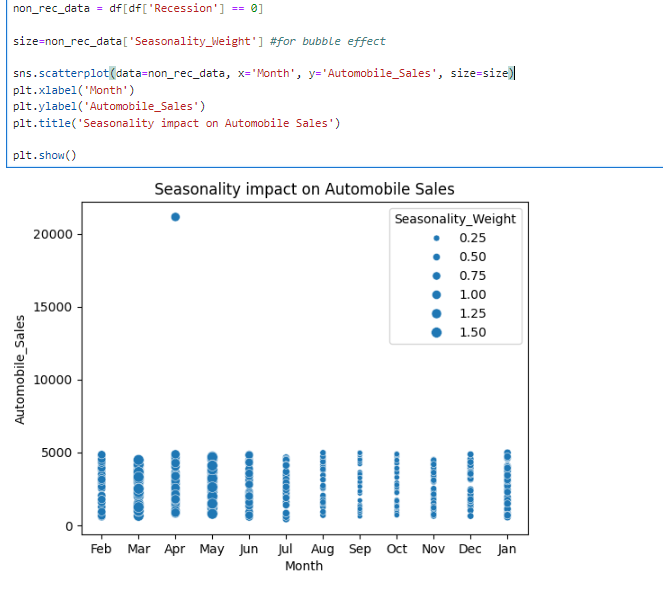 non_rec_data = df[df['Recession'] == 0]
size=non_rec_data['Seasonality_Weight'] #for bubble effect
sns.scatterplot(data=non_rec_data, x='Month', y='Automobile_Sales', size=size)
plt.xlabel('Month')
plt.ylabel('Automobile_Sales')
plt.title('Seasonality impact on Automobile Sales')
plt.show()
Seasonality impact on Automobile Sales
Seasonality_Weight
0.25
0.50
0.75
1.00
1.25
1.50
20000
15000
10000
5000
0
Automobile_Sales
Feb Mar Apr May Jun Jul Aug Sep Oct Nov Dec Jan
Month